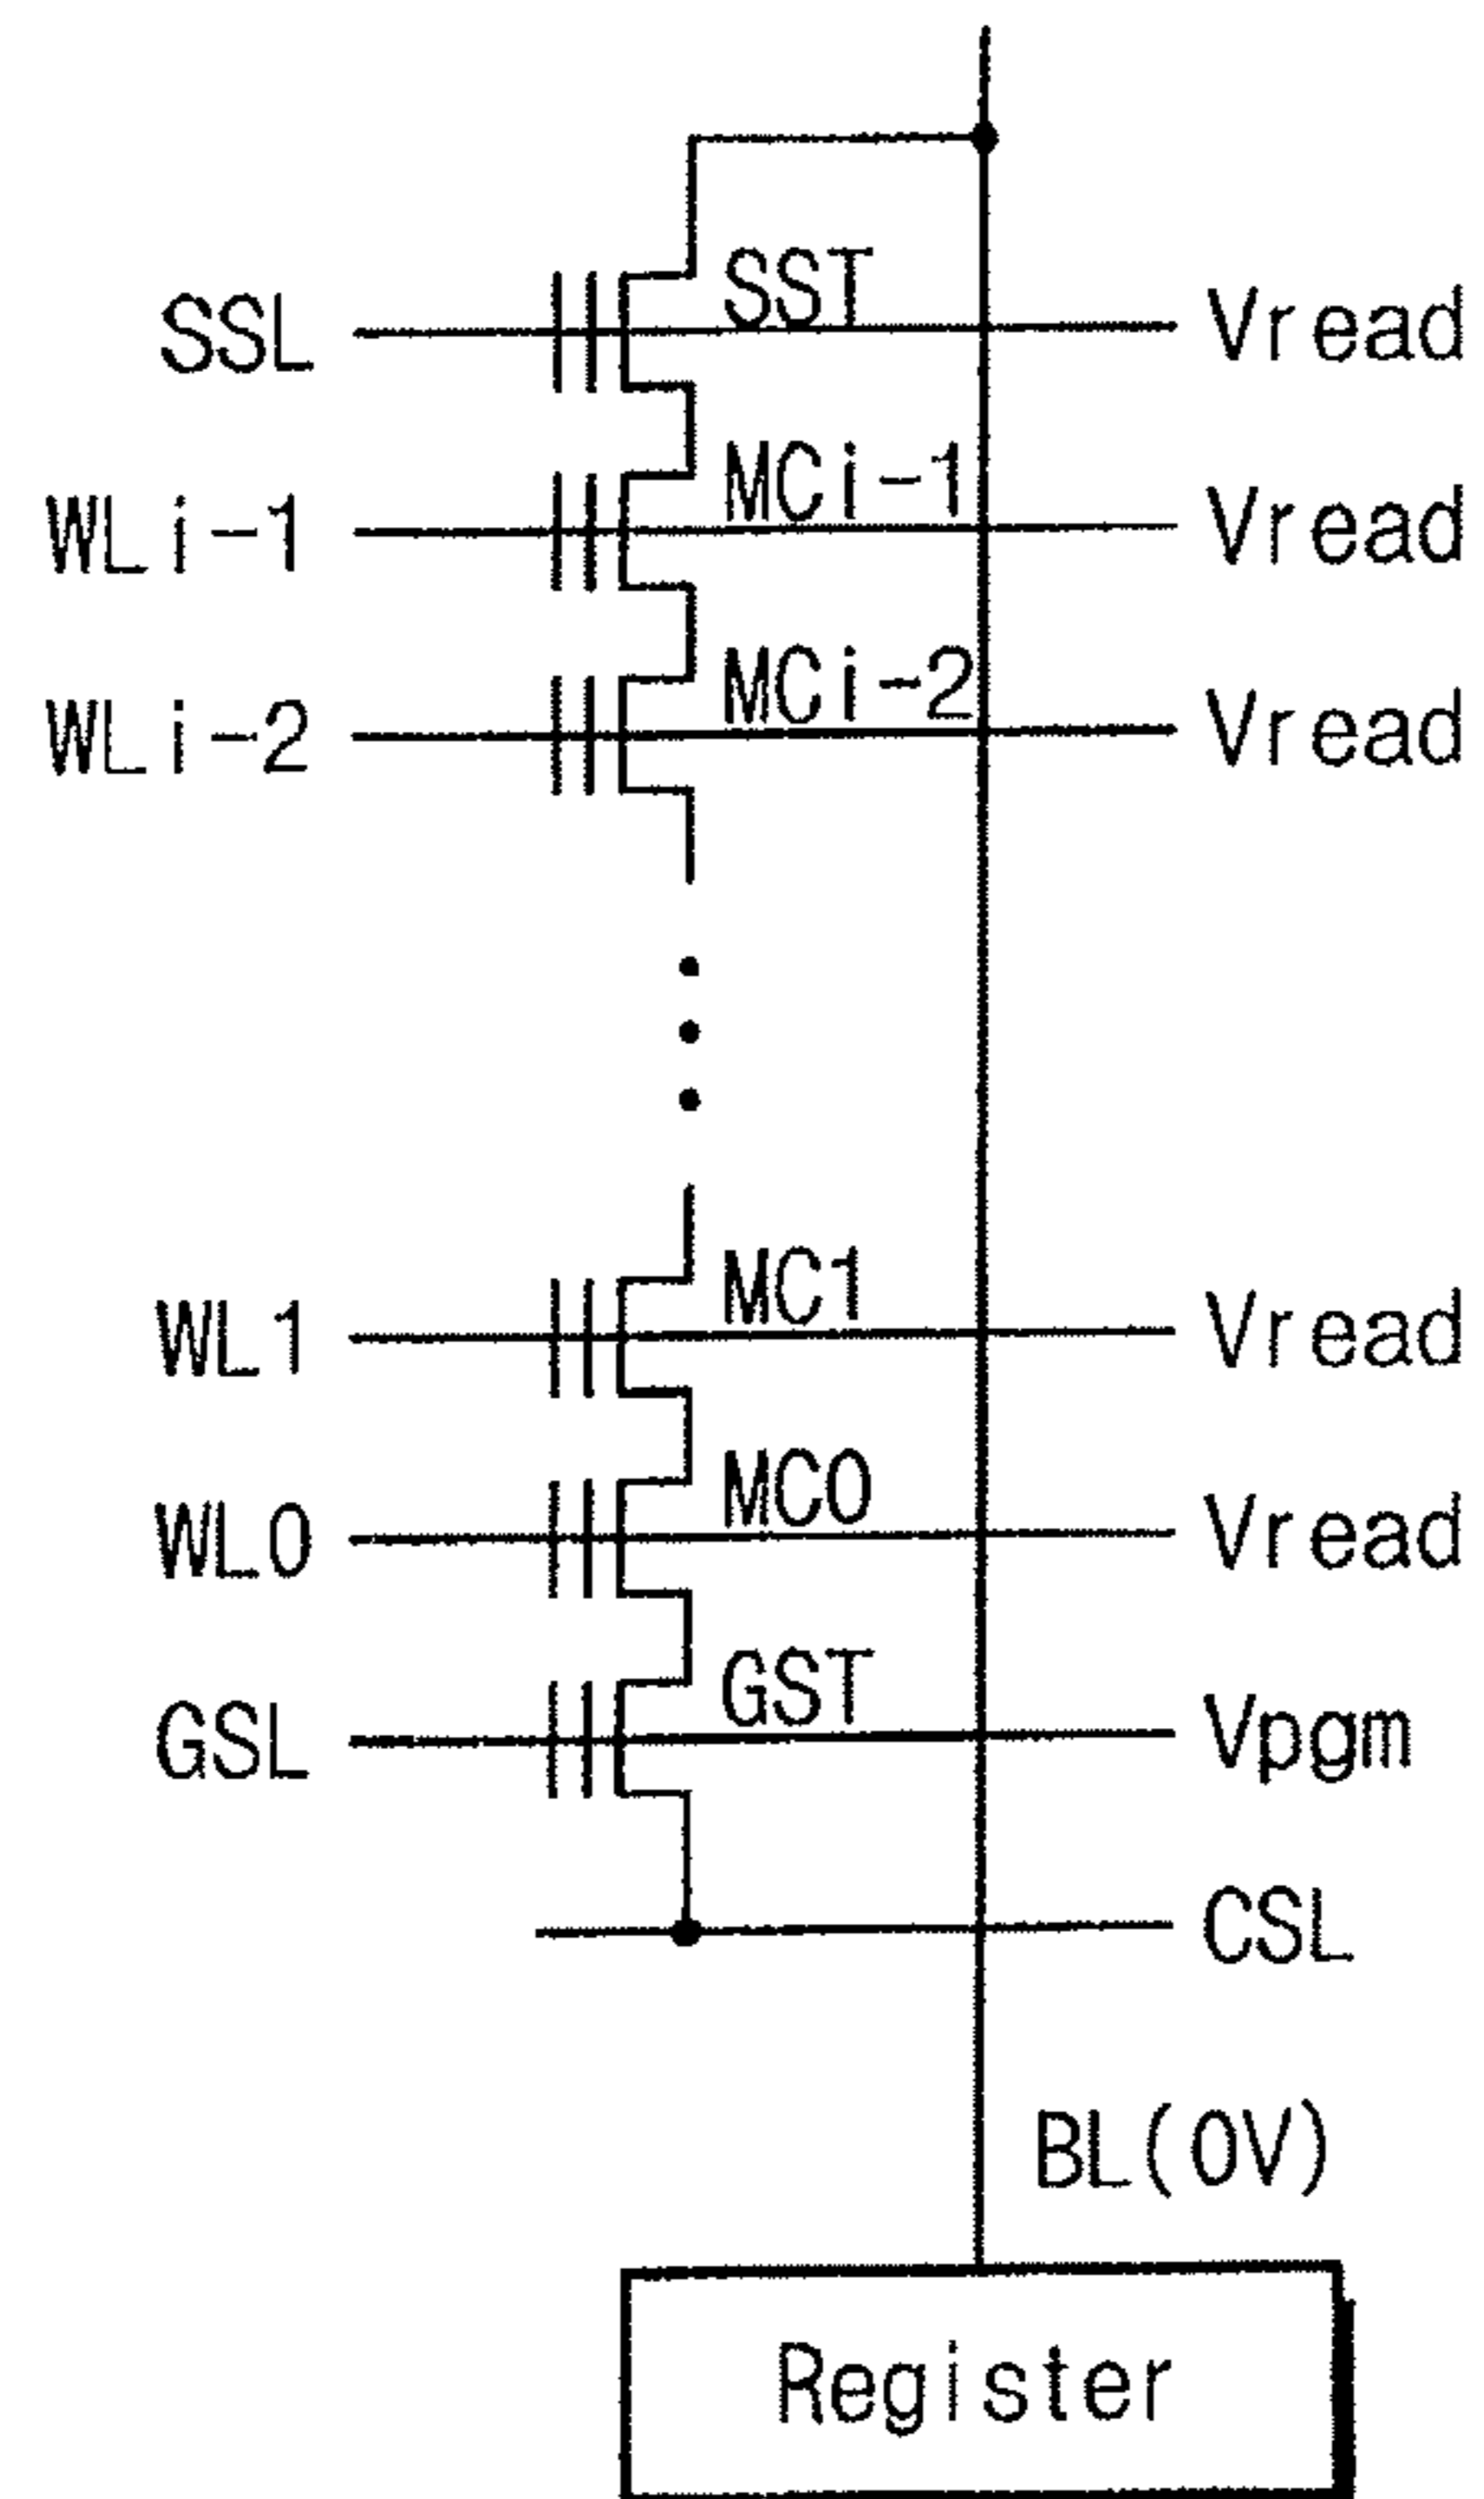 SST
SSL Vread
MCi-1
WLi-1 Vread
MCi-2
WLi-2 Vread
MC1
WL1 Vread
MC0
WL0 Vread
GST
GSL Vpgm
CSL
BL(0V)
Register